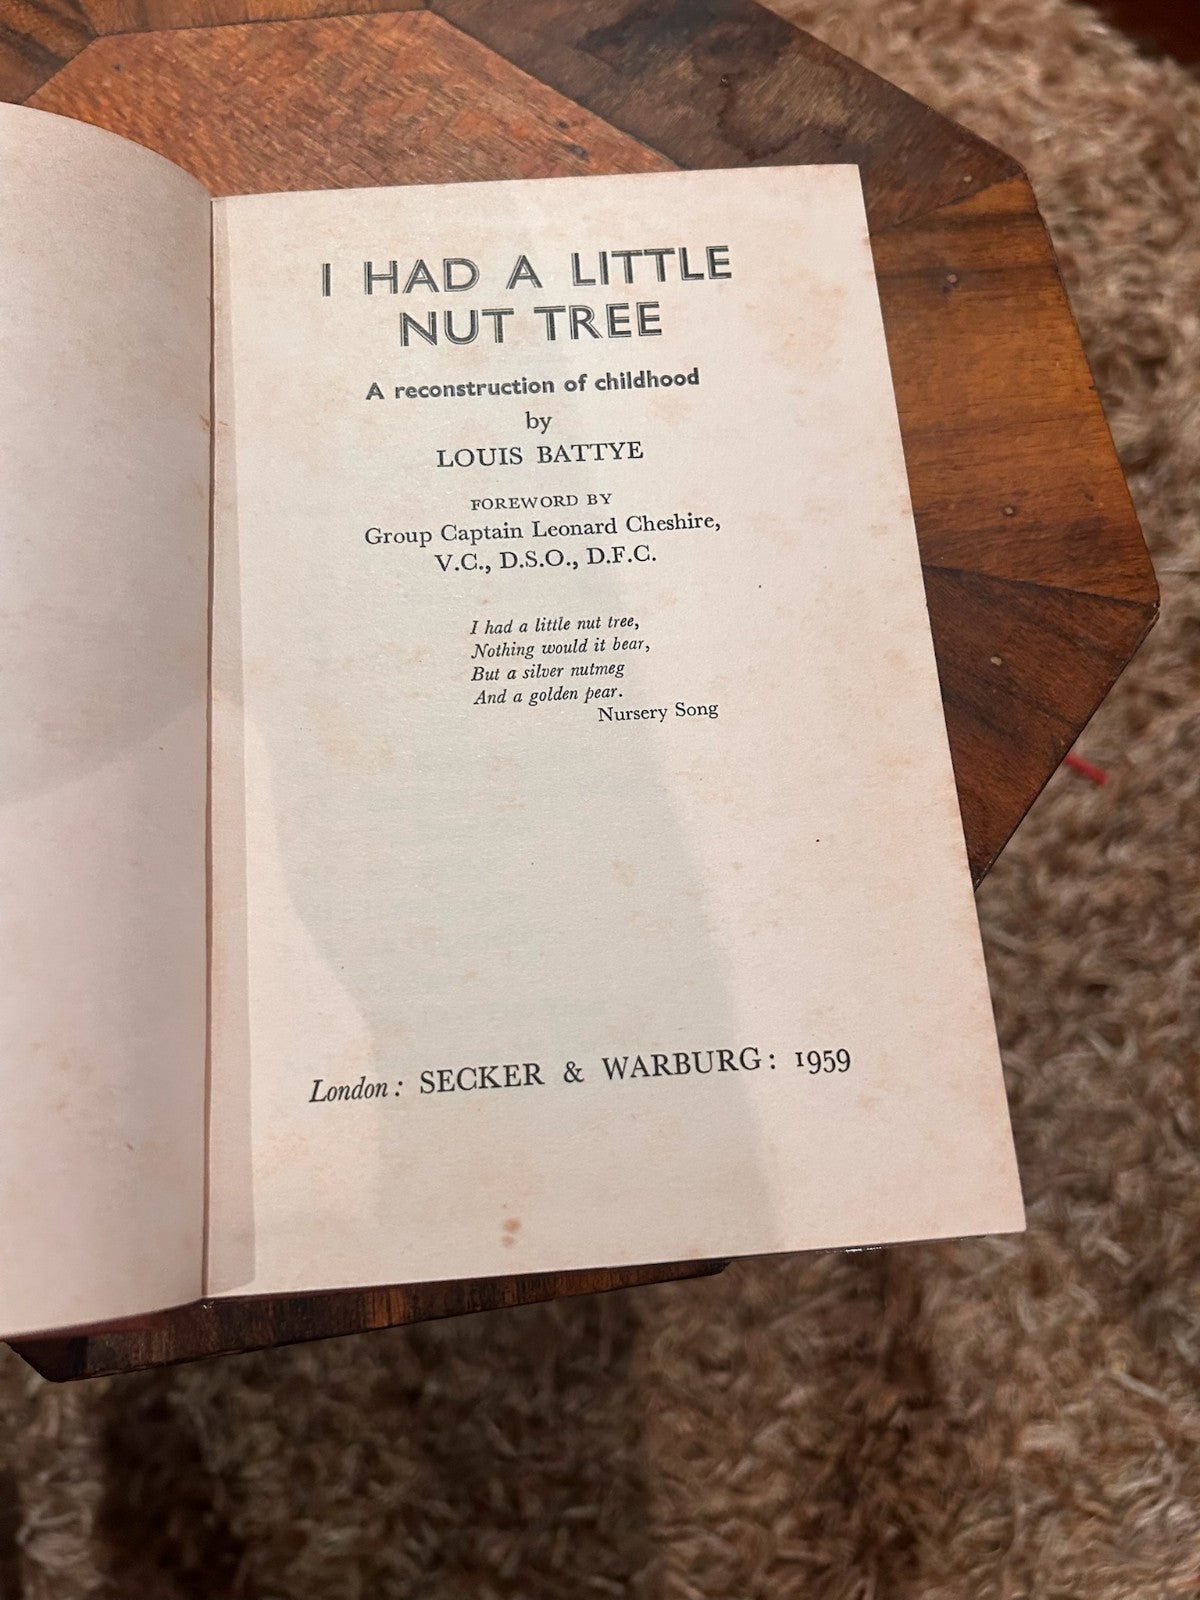 I HAD A LITTLE
NUT TREE
A reconstruction of childhood
by
LOUIS BATTYE
FOREWORD BY
Group Captain Leonard Cheshire,
V.C., D.S.O., D.F.C.
I had a little nut tree,
Nothing would it bear,
But a silver nutmeg
And a golden pear.
Nursery Song
London: SECKER & WARBURG: 1959